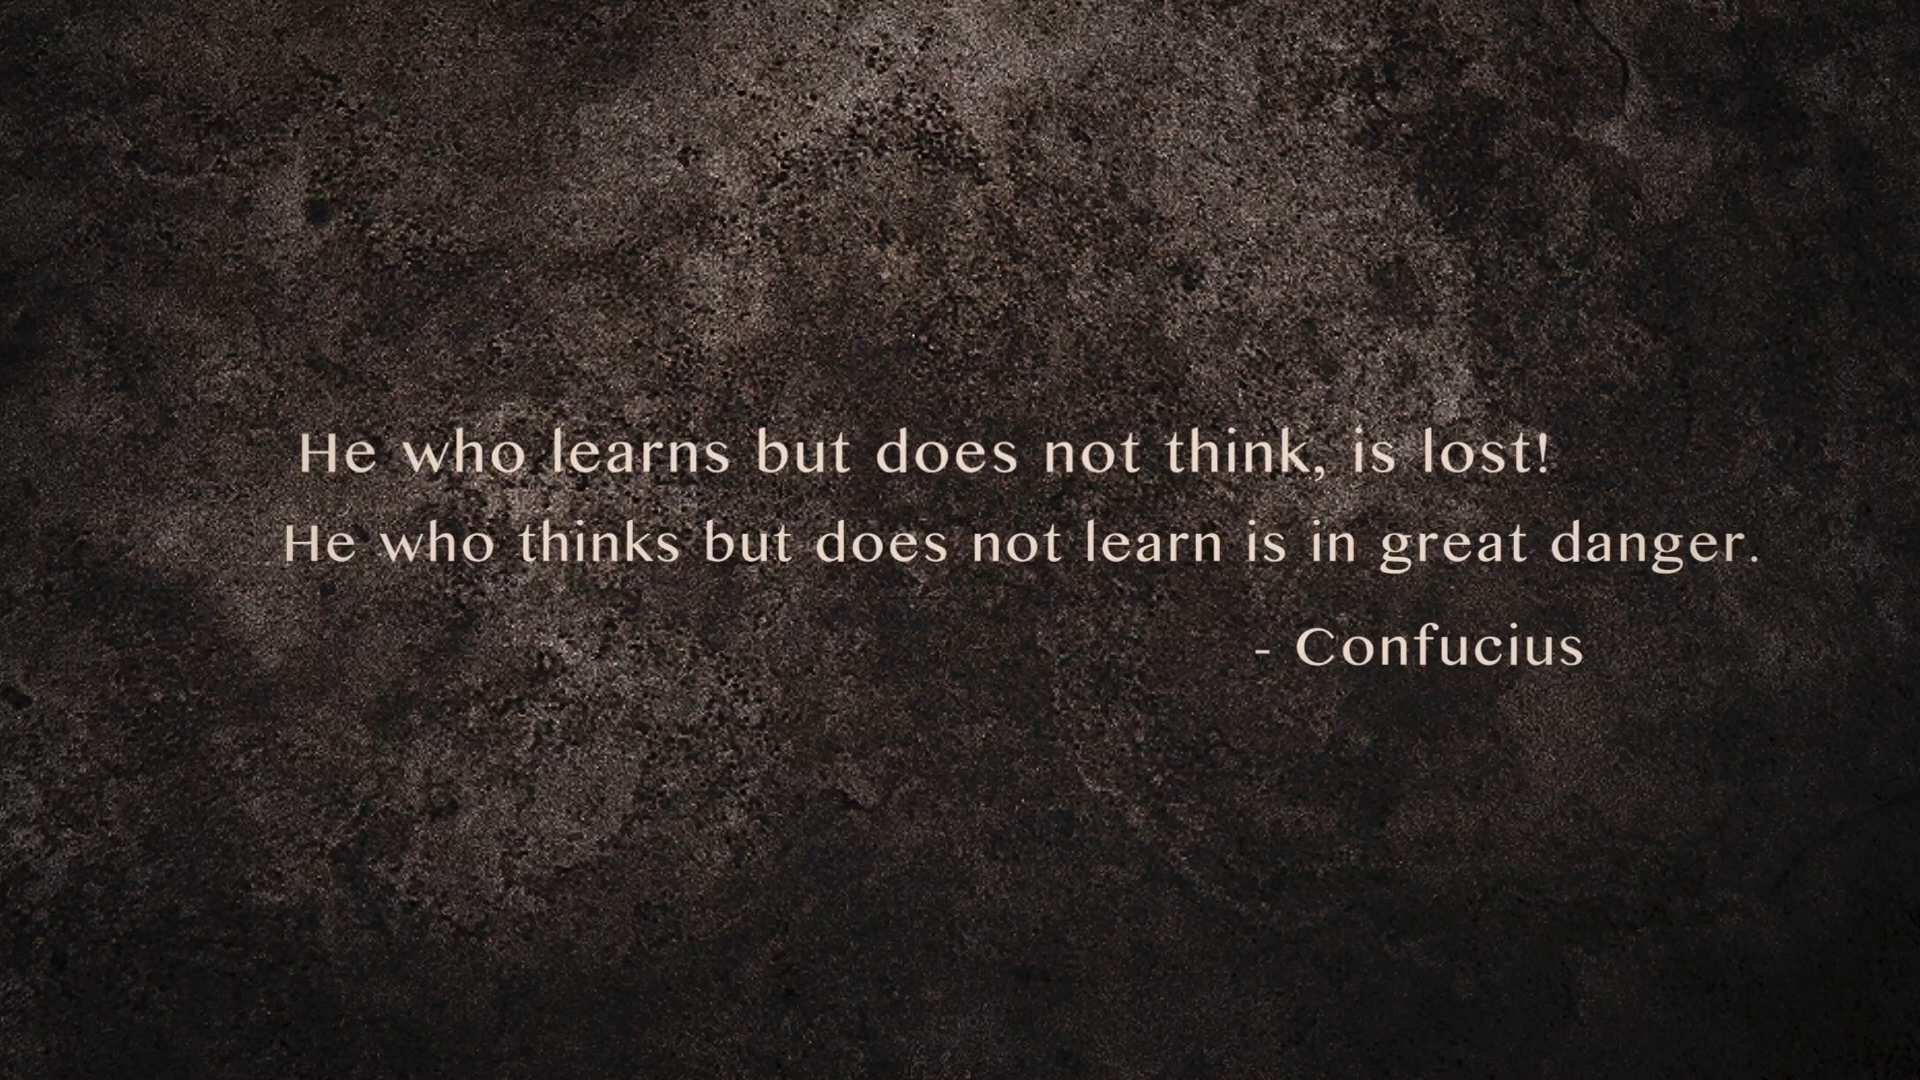 He who learns but does not think, is lost!
He who thinks but does not learn is in great danger.
- Confucius